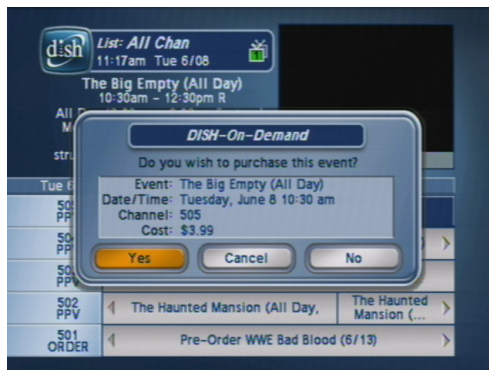 dish
List: All Chan
11:17am Tue 6/08
The Big Empty (All Day)
10:30am - 12:30pm R
All
DISH-On-Demand
Do you wish to purchase this event?
Event: The Big Empty (All Day)
Date/Time: Tuesday, June 8 10:30 am
Channel: 505
Cost: $3.99
Yes Cancel No
Tue
PPV
502
PPV
The Haunted Mansion (All Day,
The Haunted
Mansion (...
501
ORDER
Pre-Order WWE Bad Blood (6/13)